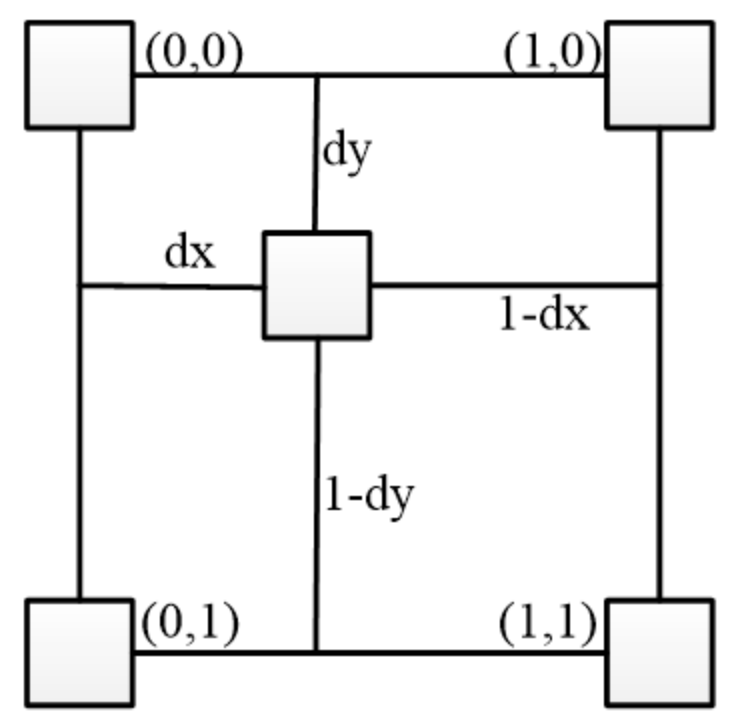 (0,0) (1,0)
dy
dx
1-dx
1-dy
(0,1) (1,1)